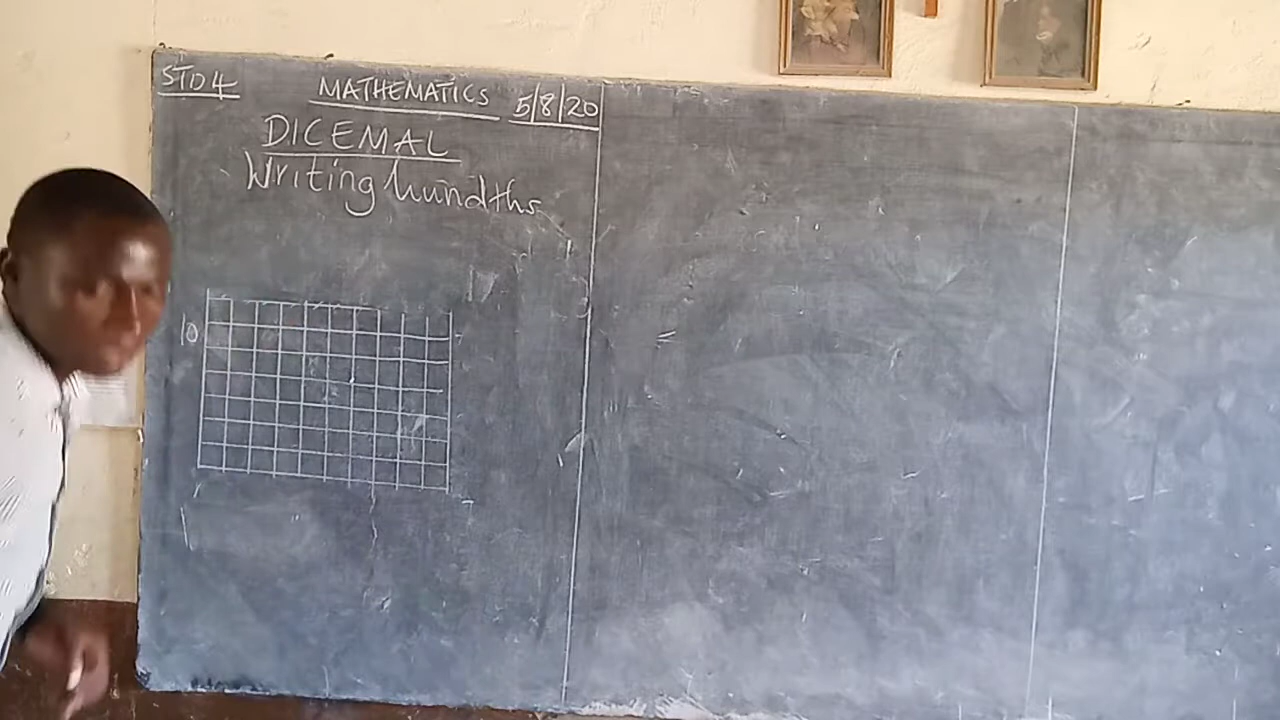 STD 4
MATHEMATICS
5/8/20
DICEMAL
Writing hundths
10